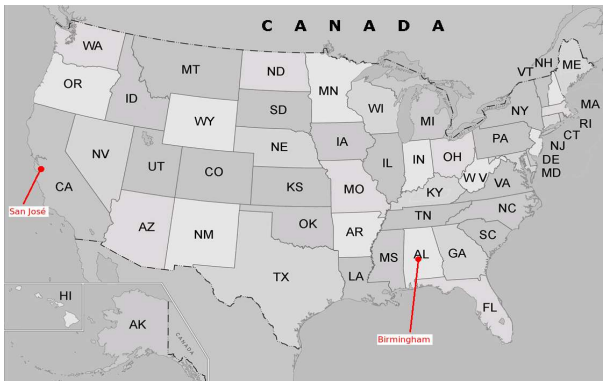 C A N A D A
WA
MT
ND
MN
ME
NH
VT
OR
ID
SD
WI
MI
NY
MA
RI
CT
WY
IA
PA
NJ
NE
NV
UT
CO
IL
IN
OH
DE
MD
W V
VA
CA
KS
MO
KY
San José
AZ
NM
OK
AR
TN
NC
SC
MS
AL
GA
TX
LA
HI
FL
AK
CANADA
Birmingham